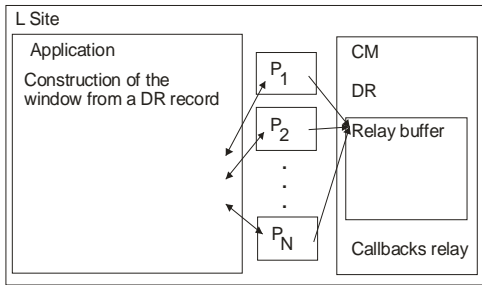 L Site
Application
Construction of the
window from a DR record
P1
P2
.
.
.
PN
CM
DR
Relay buffer
Callbacks relay